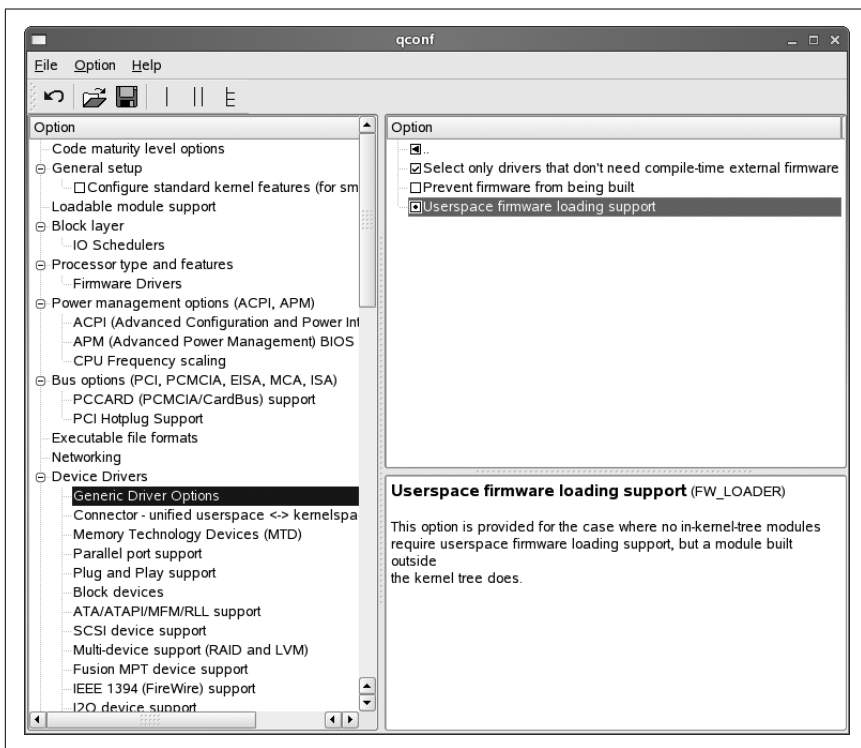 qconf
File Option Help
Option
Code maturity level options
General setup
Configure standard kernel features (for sm
Loadable module support
Block layer
IO Schedulers
Processor type and features
Firmware Drivers
Power management options (ACPI, APM)
ACPI (Advanced Configuration and Power Int
APM (Advanced Power Management) BIOS
CPU Frequency scaling
Bus options (PCI, PCMCIA, EISA, MCA, ISA)
PCCARD (PCMCIA/CardBus) support
PCI Hotplug Support
Executable file formats
Networking
Device Drivers
Generic Driver Options
Connector - unified userspace <-> kernelspa
Memory Technology Devices (MTD)
Parallel port support
Plug and Play support
Block devices
ATA/ATAPI/MFM/RLL support
SCSI device support
Multi-device support (RAID and LVM)
Fusion MPT device support
IEEE 1394 (FireWire) support
I2O device support
Option
..
Select only drivers that don't need compile-time external firmware
Prevent firmware from being built
Userspace firmware loading support
Userspace firmware loading support (FW_LOADER)
This option is provided for the case where no in-kernel-tree modules
require userspace firmware loading support, but a module built
outside
the kernel tree does.